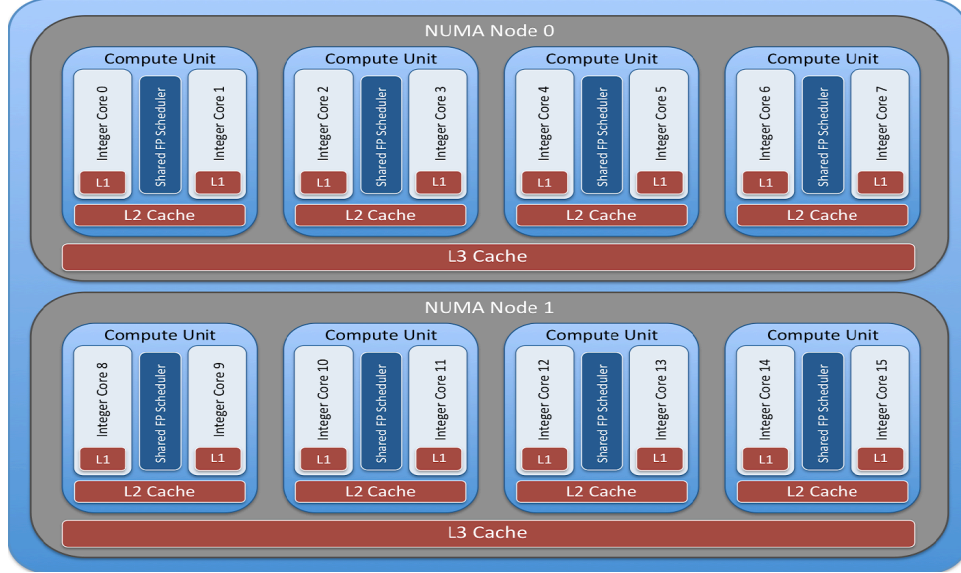 NUMA Node 0
Compute Unit
Integer Core 0
Shared FP Scheduler
Integer Core 1
L1
L1
L2 Cache
Compute Unit
Integer Core 2
Shared FP Scheduler
Integer Core 3
L1
L1
L2 Cache
Compute Unit
Integer Core 4
Shared FP Scheduler
Integer Core 5
L1
L1
L2 Cache
Compute Unit
Integer Core 6
Shared FP Scheduler
Integer Core 7
L1
L1
L2 Cache
L3 Cache
NUMA Node 1
Compute Unit
Integer Core 8
Shared FP Scheduler
Integer Core 9
L1
L1
L2 Cache
Compute Unit
Integer Core 10
Shared FP Scheduler
Integer Core 11
L1
L1
L2 Cache
Compute Unit
Integer Core 12
Shared FP Scheduler
Integer Core 13
L1
L1
L2 Cache
Compute Unit
Integer Core 14
Shared FP Scheduler
Integer Core 15
L1
L1
L2 Cache
L3 Cache